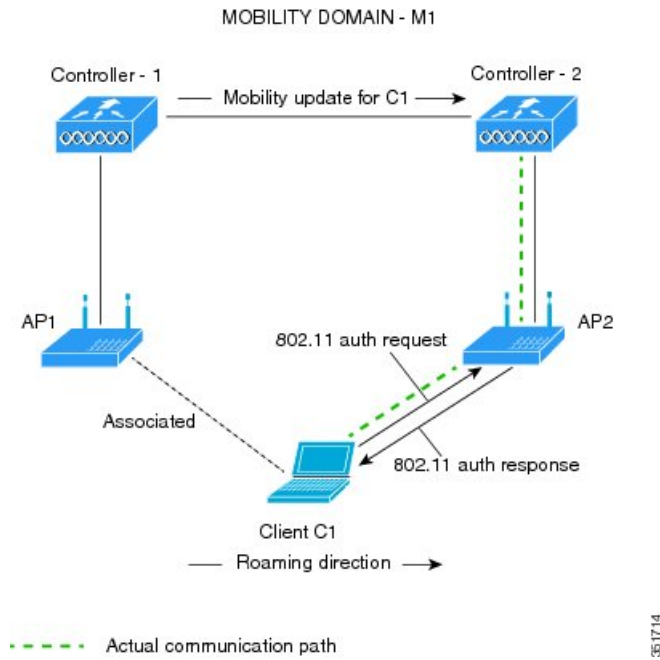 MOBILITY DOMAIN - M1
Controller - 1
Controller - 2
Mobility update for C1
AP1
AP2
802.11 auth request
Associated
802.11 auth response
Client C1
Roaming direction
Actual communication path
351714